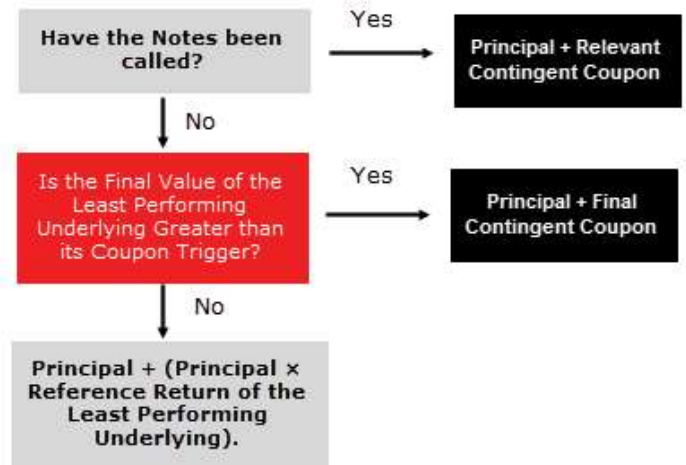 Have the Notes been
called?
Yes
Principal + Relevant
Contingent Coupon
No
Is the Final Value of the
Least Performing
Underlying Greater than
its Coupon Trigger?
Yes
Principal + Final
Contingent Coupon
No
Principal + (Principal ×
Reference Return of the
Least Performing
Underlying).